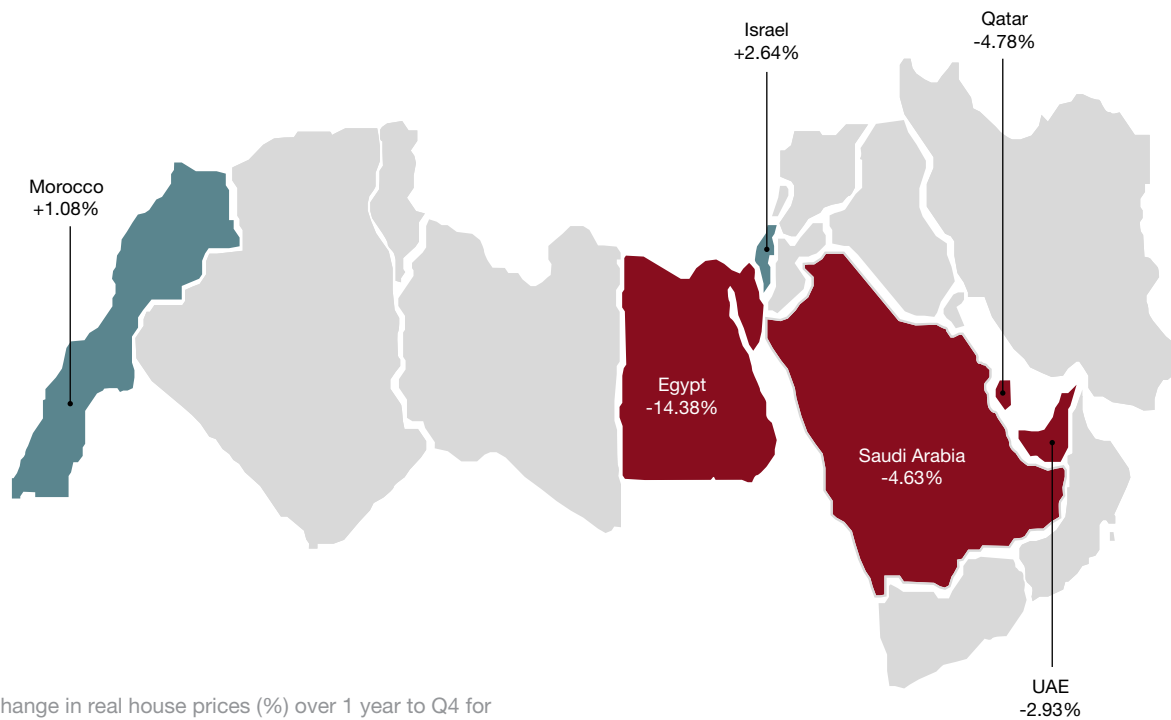 Qatar
-4.78%
Israel
+2.64%
Morocco
+1.08%
Egypt
-14.38%
Saudi Arabia
-4.63%
UAE
-2.93%
hange in real house prices (%) over 1 year to Q4 for